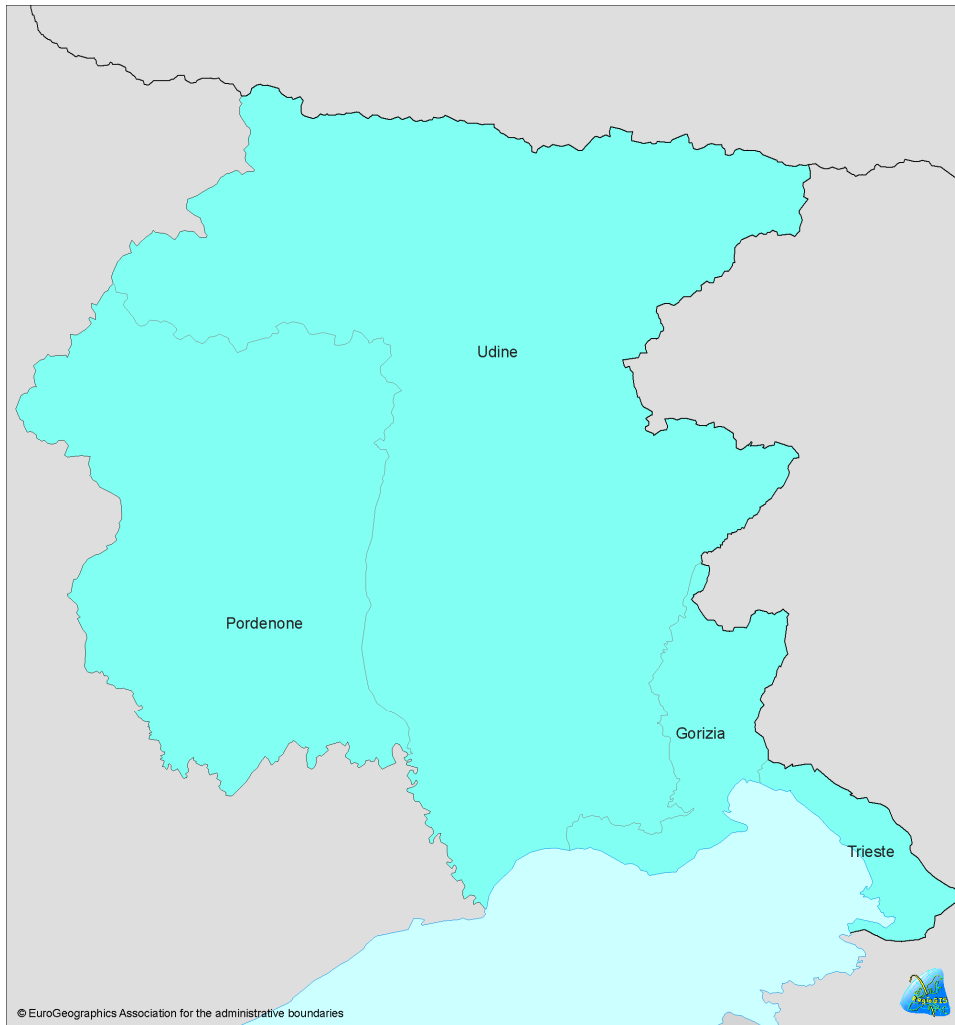 Udine
Pordenone
Gorizia
Trieste
© EuroGeographics Association for the administrative boundaries